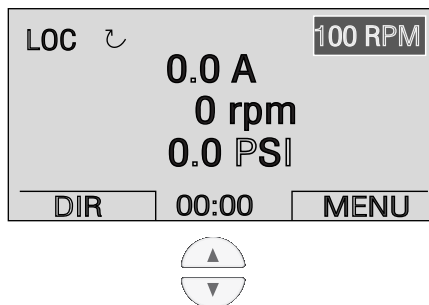 LOC ↻ 100 RPM
0.0 A
0 rpm
0.0 PSI
DIR 00:00 MENU